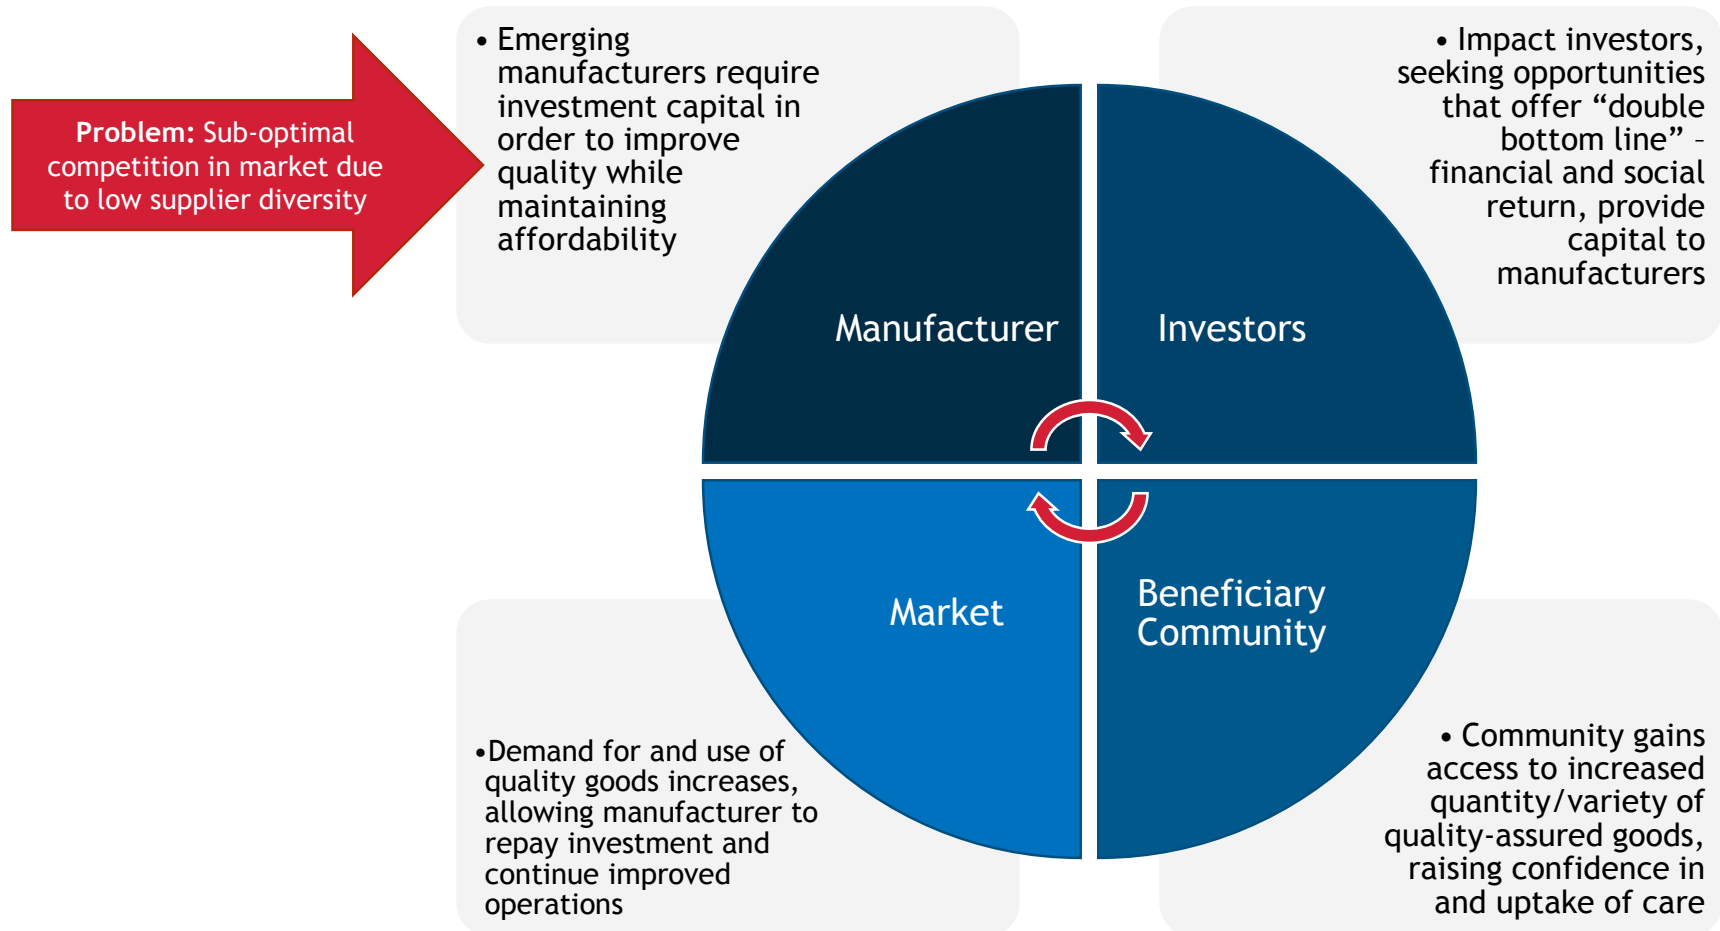 Problem: Sub-optimal
competition in market due
to low supplier diversity
• Emerging
manufacturers require
investment capital in
order to improve
quality while
maintaining
affordability
• Impact investors,
seeking opportunities
that offer “double
bottom line” –
financial and social
return, provide
capital to
manufacturers
Manufacturer
Investors
Market
Beneficiary
Community
•Demand for and use of
quality goods increases,
allowing manufacturer to
repay investment and
continue improved
operations
• Community gains
access to increased
quantity/variety of
quality-assured goods,
raising confidence in
and uptake of care